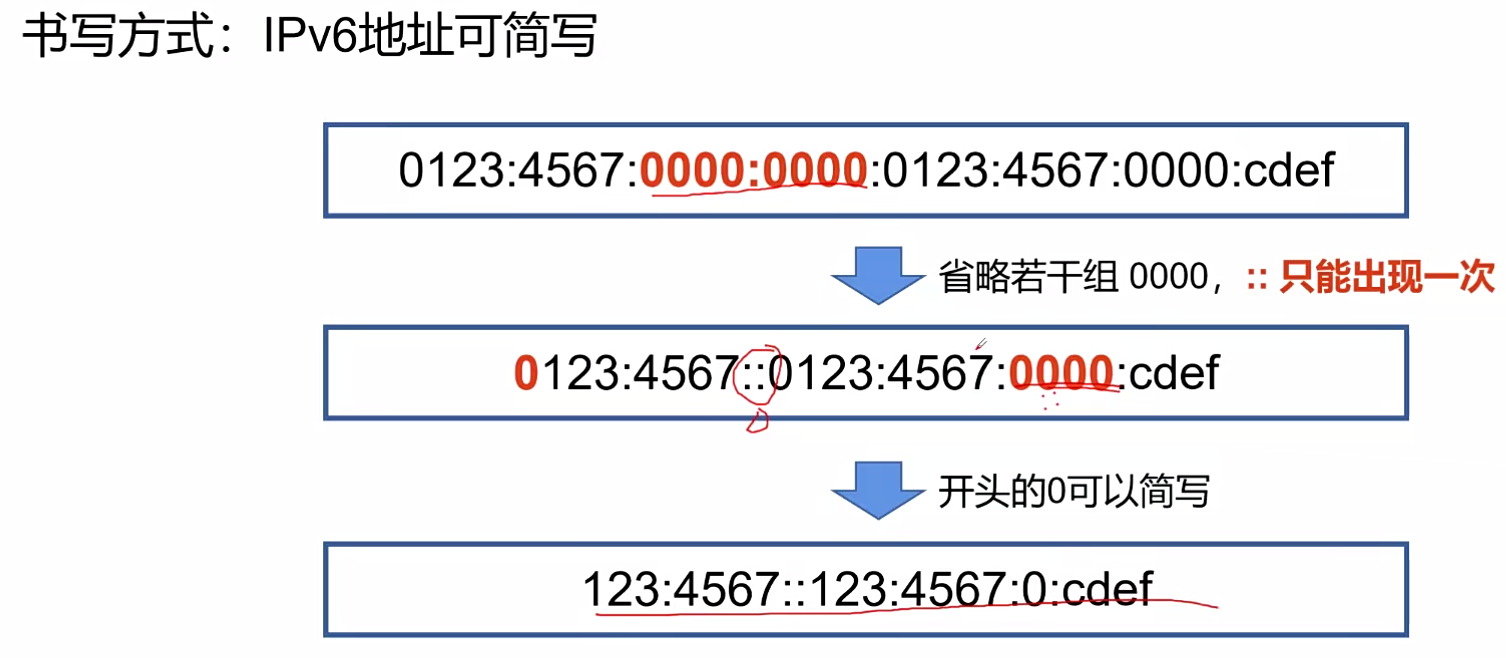 书写方式：IPv6地址可简写
0123:4567:0000:0000:0123:4567:0000:cdef
省略若干组 0000，:: 只能出现一次
0123:4567::0123:4567:0000:cdef
开头的0可以简写
123:4567::123:4567:0:cdef